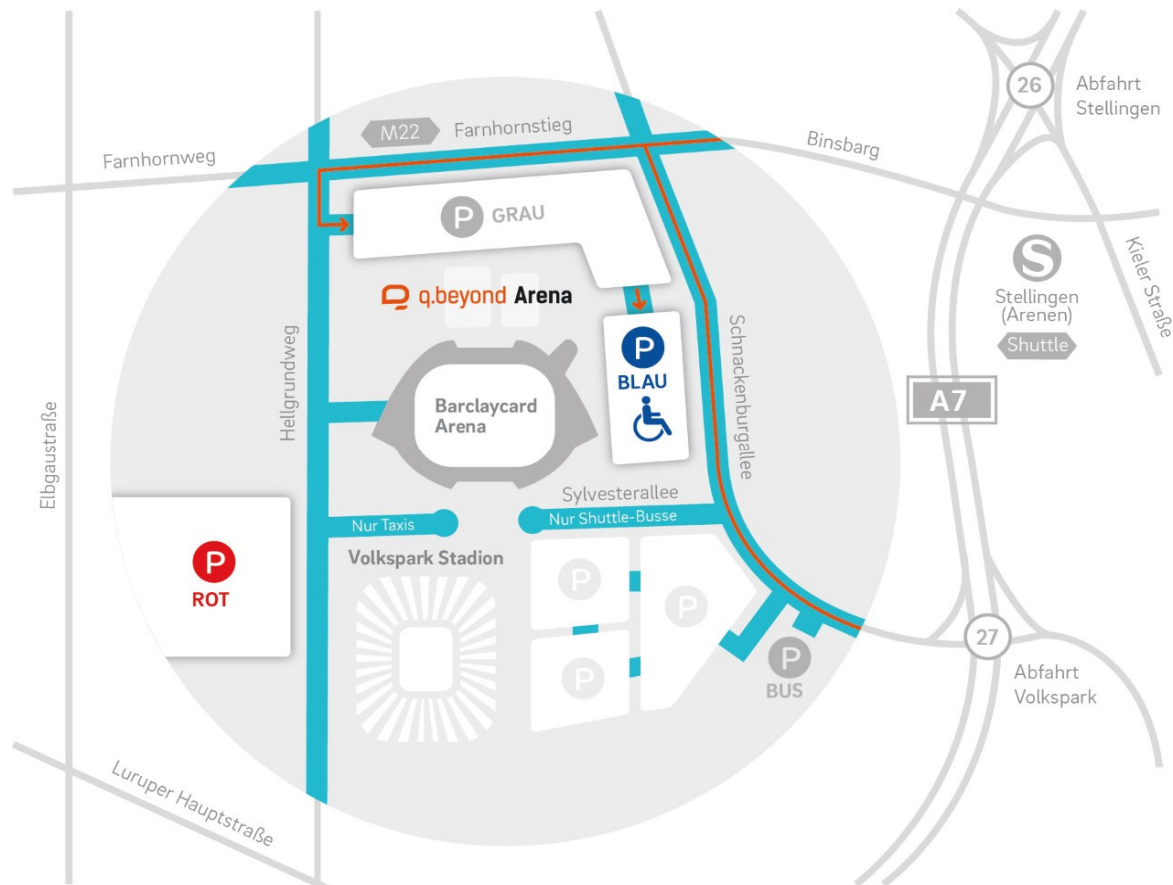 26
Abfahrt
Stellingen
M22
Farnhornstieg
Binsbarg
Farnhornweg
P GRAU
Kieler Straße
S
Stellingen
(Arenen)
Shuttle
q.beyond Arena
Schnackenburgallee
Hellgrundweg
P
BLAU
A7
Barclaycard
Arena
Elbgaustraße
Sylvesterallee
Nur Taxis
Nur Shuttle-Busse
Volkspark Stadion
P
ROT
P
P
P
27
P
BUS
Abfahrt
Volkspark
Luruper Hauptstraße